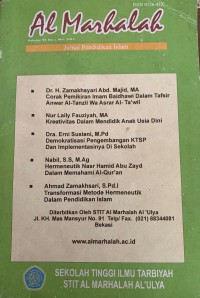 Al Marhalah
Jurnal Pendidikan Islam
Dr. H. Zamakhsyari Abd. Majid, MA
Corak Pemikiran Imam Baidhawi Dalam Tafsir
Anwar Al-Tanzil Wa Asrar Al- Ta'wil
Nur Laily Fauziyah, MA
Kreativitas Dalam Mendidik Anak Usia Dini
Dra. Erni Susiani, M.Pd
Demokratisasi Pengembangan KTSP
Dan Implementasinya Di Sekolah
Nabil, S.S, M.Ag
Hermeneutik Nasr Hamid Abu Zayd
Dalam Memahami Al-Qur'an
Ahmad Zamakhsari, S.Pd.I
Transformasi Metode Hermeneutik
Dalam Pendidikan Islam
Diterbitkan Oleh STIT Al Marhalah Al 'Ulya
Jl. KH. Mas Mansyur No. 91 Telp/ Fax. (021) 88344081
Bekasi
www.almarhalah.ac.id
SEKOLAH TINGGI ILMU TARBIYAH
STIT AL MARHALAH AL'ULYA